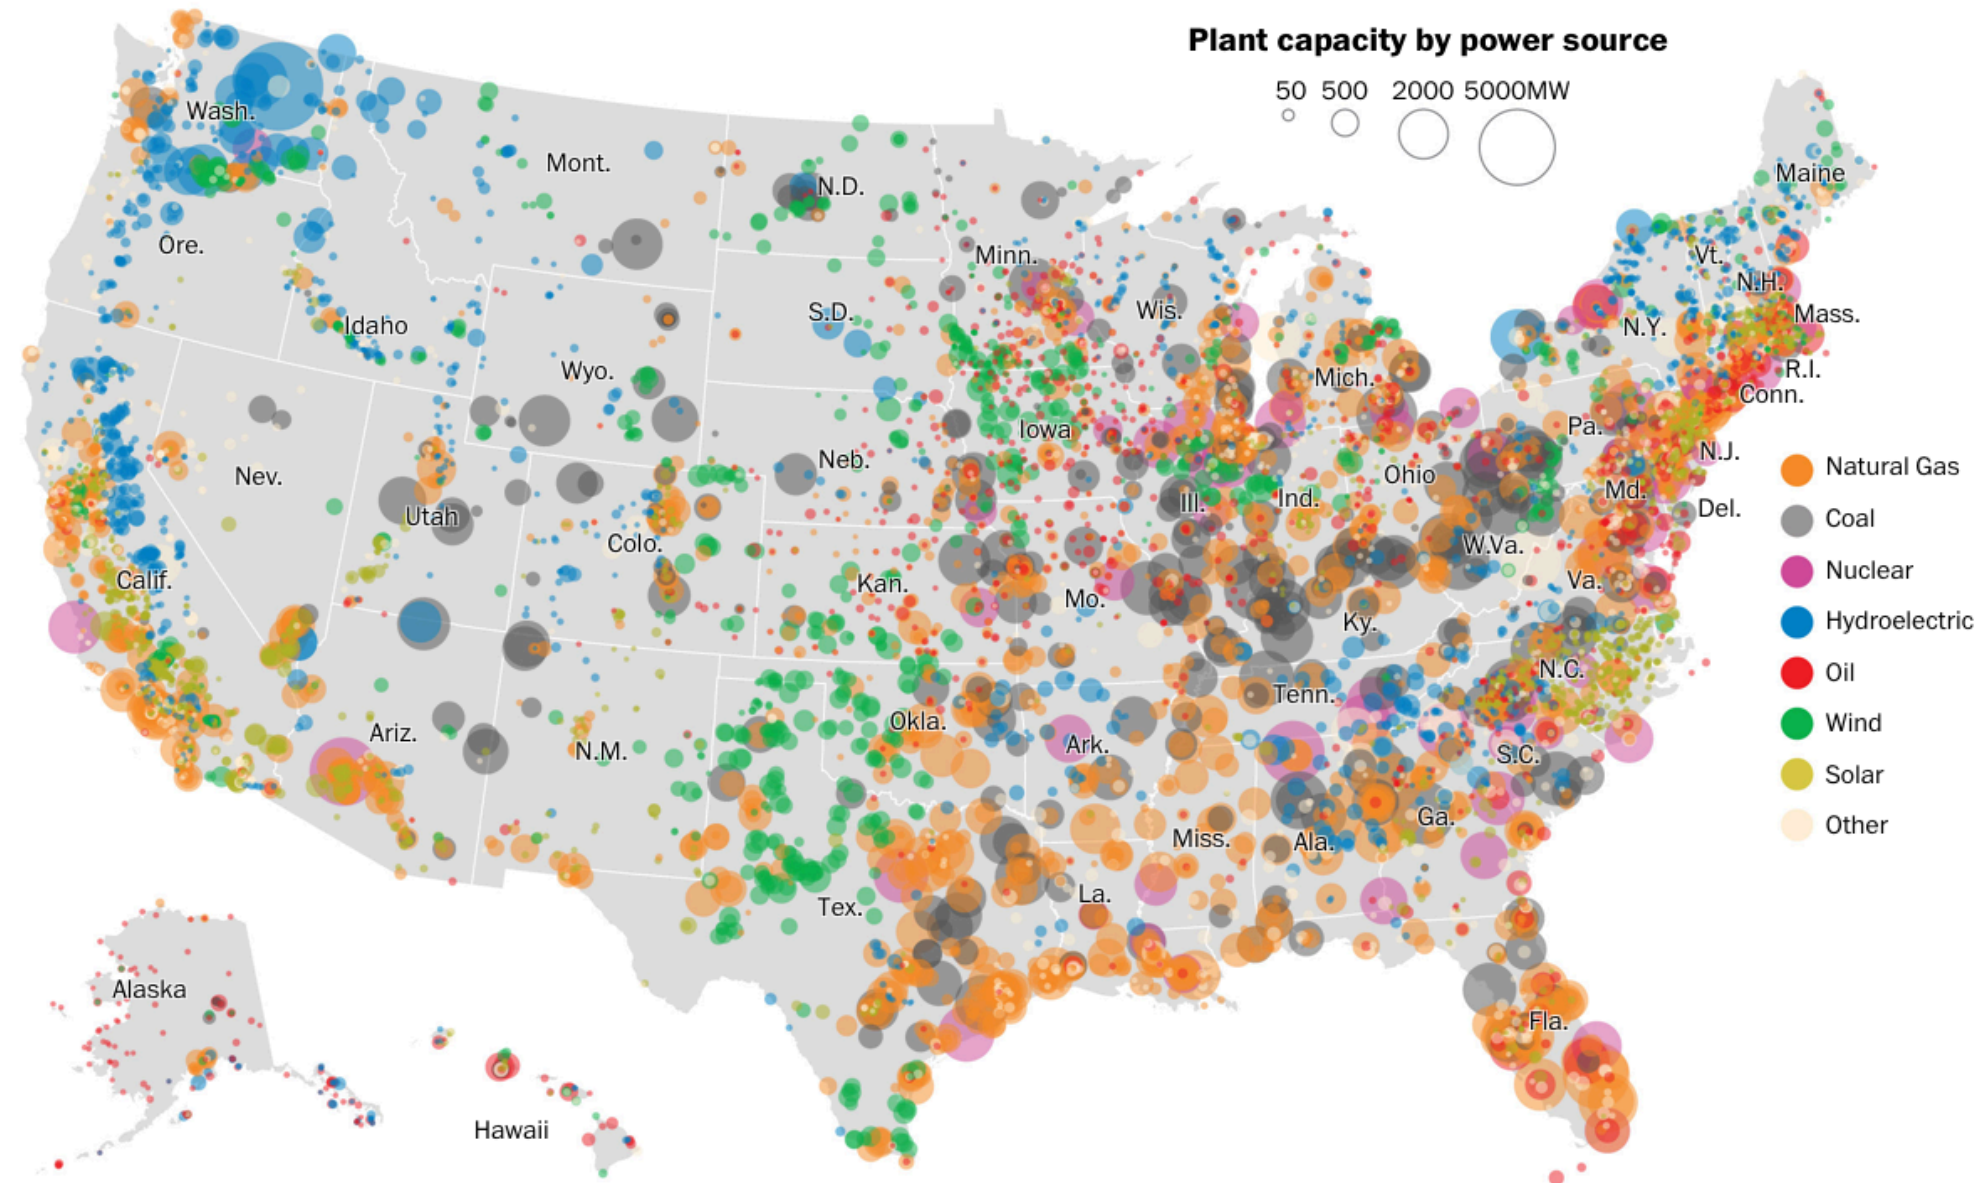 Plant capacity by power source
50 500 2000 5000MW
Wash.
Mont.
N.D.
Maine
Ore.
Minn.
Vt.
N.H.
Idaho
S.D.
Wis.
N.Y.
Mass.
Wyo.
Mich.
R.I.
Conn.
Iowa
Pa.
Nev.
Neb.
Ohio
N.J.
Utah
Ill.
Ind.
Md.
Del.
Colo.
W.Va.
Calif.
Kan.
Mo.
Ky.
Va.
Ariz.
N.M.
Okla.
Ark.
Tenn.
N.C.
S.C.
Tex.
La.
Miss.
Ala.
Ga.
Alaska
Hawaii
Fla.
Natural Gas
Coal
Nuclear
Hydroelectric
Oil
Wind
Solar
Other